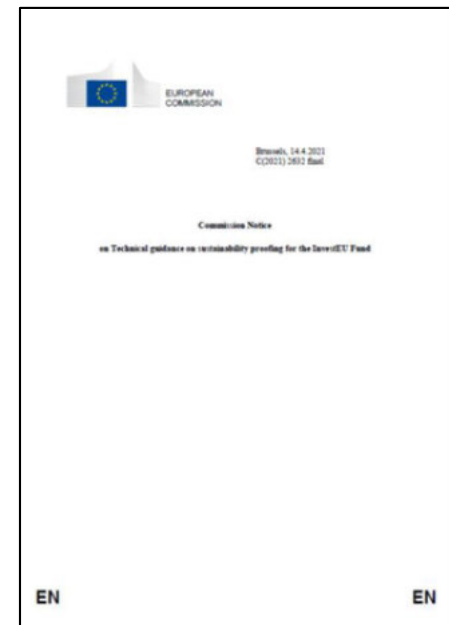 EUROPEAN
COMMISSION
Brussels, 14.4.2021
C(2021) 2632 final
Commission Notice
on Technical guidance on sustainability proofing for the InvestEU Fund
EN
EN